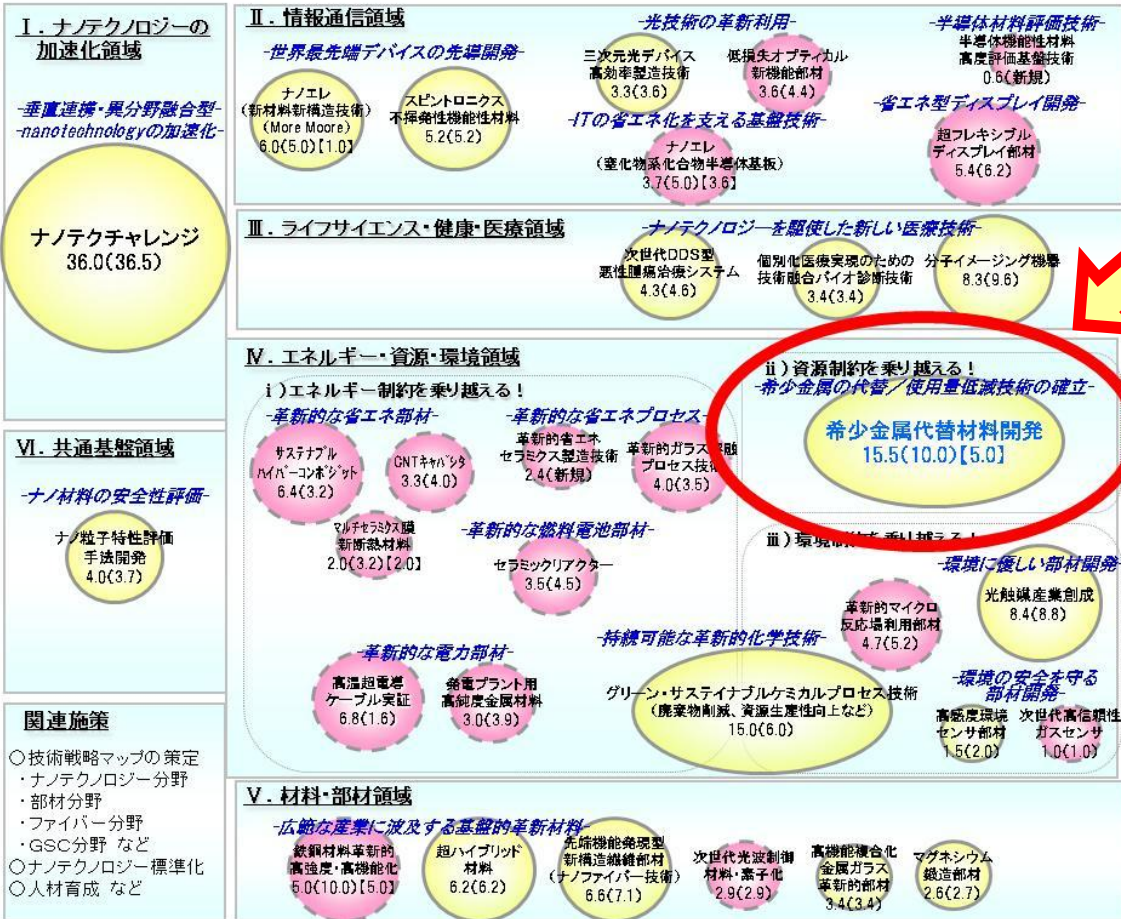 Ⅰ．ナノテクノロジーの
加速化領域
-垂直連携・異分野融合型-
-nanotechnologyの加速化-
ナノテクチャレンジ
36.0(36.5)
Ⅱ．情報通信領域
-世界最先端デバイスの先導開発-
ナノエレ
(新材料新構造技術)
(More Moore)
6.0(5.0)【1.0】
スピントロニクス
不揮発性機能性材料
5.2(5.2)
-光技術の革新利用-
三次元光デバイス
高効率製造技術
3.3(3.6)
低損失オプティカル
新機能部材
3.6(4.4)
-ITの省エネ化を支える基盤技術-
ナノエレ
(窒化物系化合物半導体基板)
3.7(5.0)【3.6】
-半導体材料評価技術-
半導体機能性材料
高度評価基盤技術
0.6(新規)
-省エネ型ディスプレイ開発-
超フレキシブル
ディスプレイ部材
5.4(6.2)
Ⅲ．ライフサイエンス・健康・医療領域
-ナノテクノロジーを駆使した新しい医療技術-
次世代DDS型
悪性腫瘍治療システム
4.3(4.6)
個別化医療実現のための
技術融合バイオ診断技術
3.4(3.4)
分子イメージング機器
8.3(9.6)
Ⅳ．エネルギー・資源・環境領域
ⅰ)エネルギー制約を乗り越える！
-革新的な省エネ部材-
サステナブル
ハイパーコンポジット
6.4(3.2)
CNTキャパシタ
3.3(4.0)
マルチセラミクス膜
新断熱材料
2.0(3.2)【2.0】
-革新的な省エネプロセス-
革新的省エネ
セラミクス製造技術
2.4(新規)
革新的ガラス溶融
プロセス技術
4.0(3.5)
-革新的な燃料電池部材-
セラミックリアクター
3.5(4.5)
-革新的な電力部材-
高温超電導
ケーブル実証
6.8(1.6)
発電プラント用
高純度金属材料
3.0(3.9)
ⅱ)資源制約を乗り越える！
-希少金属の代替／使用量低減技術の確立-
希少金属代替材料開発
15.5(10.0)【5.0】
ⅲ)環境制約を乗り越える！
-環境に優しい部材開発-
光触媒産業創成
8.4(8.8)
革新的マイクロ
反応場利用部材
4.7(5.2)
-持続可能な革新的化学技術-
グリーン・サステイナブルケミカルプロセス技術
(廃棄物削減、資源生産性向上など)
15.0(6.0)
-環境の安全を守る
部材開発-
高感度環境
センサ部材
1.5(2.0)
次世代高信頼性
ガスセンサ
1.0(1.0)
Ⅵ．共通基盤領域
-ナノ材料の安全性評価-
ナノ粒子特性評価
手法開発
4.0(3.7)
関連施策
○技術戦略マップの策定
・ナノテクノロジー分野
・部材分野
・ファイバー分野
・GSC分野 など
○ナノテクノロジー標準化
○人材育成 など
Ⅴ．材料・部材領域
-広範な産業に波及する基盤的革新材料-
鉄鋼材料革新的
高強度・高機能化
5.0(10.0)【5.0】
超ハイブリッド
材料
6.2(6.2)
先端機能発現型
新構造繊維部材
(ナノファイバー技術)
6.6(7.1)
次世代光波制御
材料・素子化
2.9(2.9)
高機能複合化
金属ガラス
革新的部材
3.4(3.4)
マグネシウム
鍛造部材
2.6(2.7)